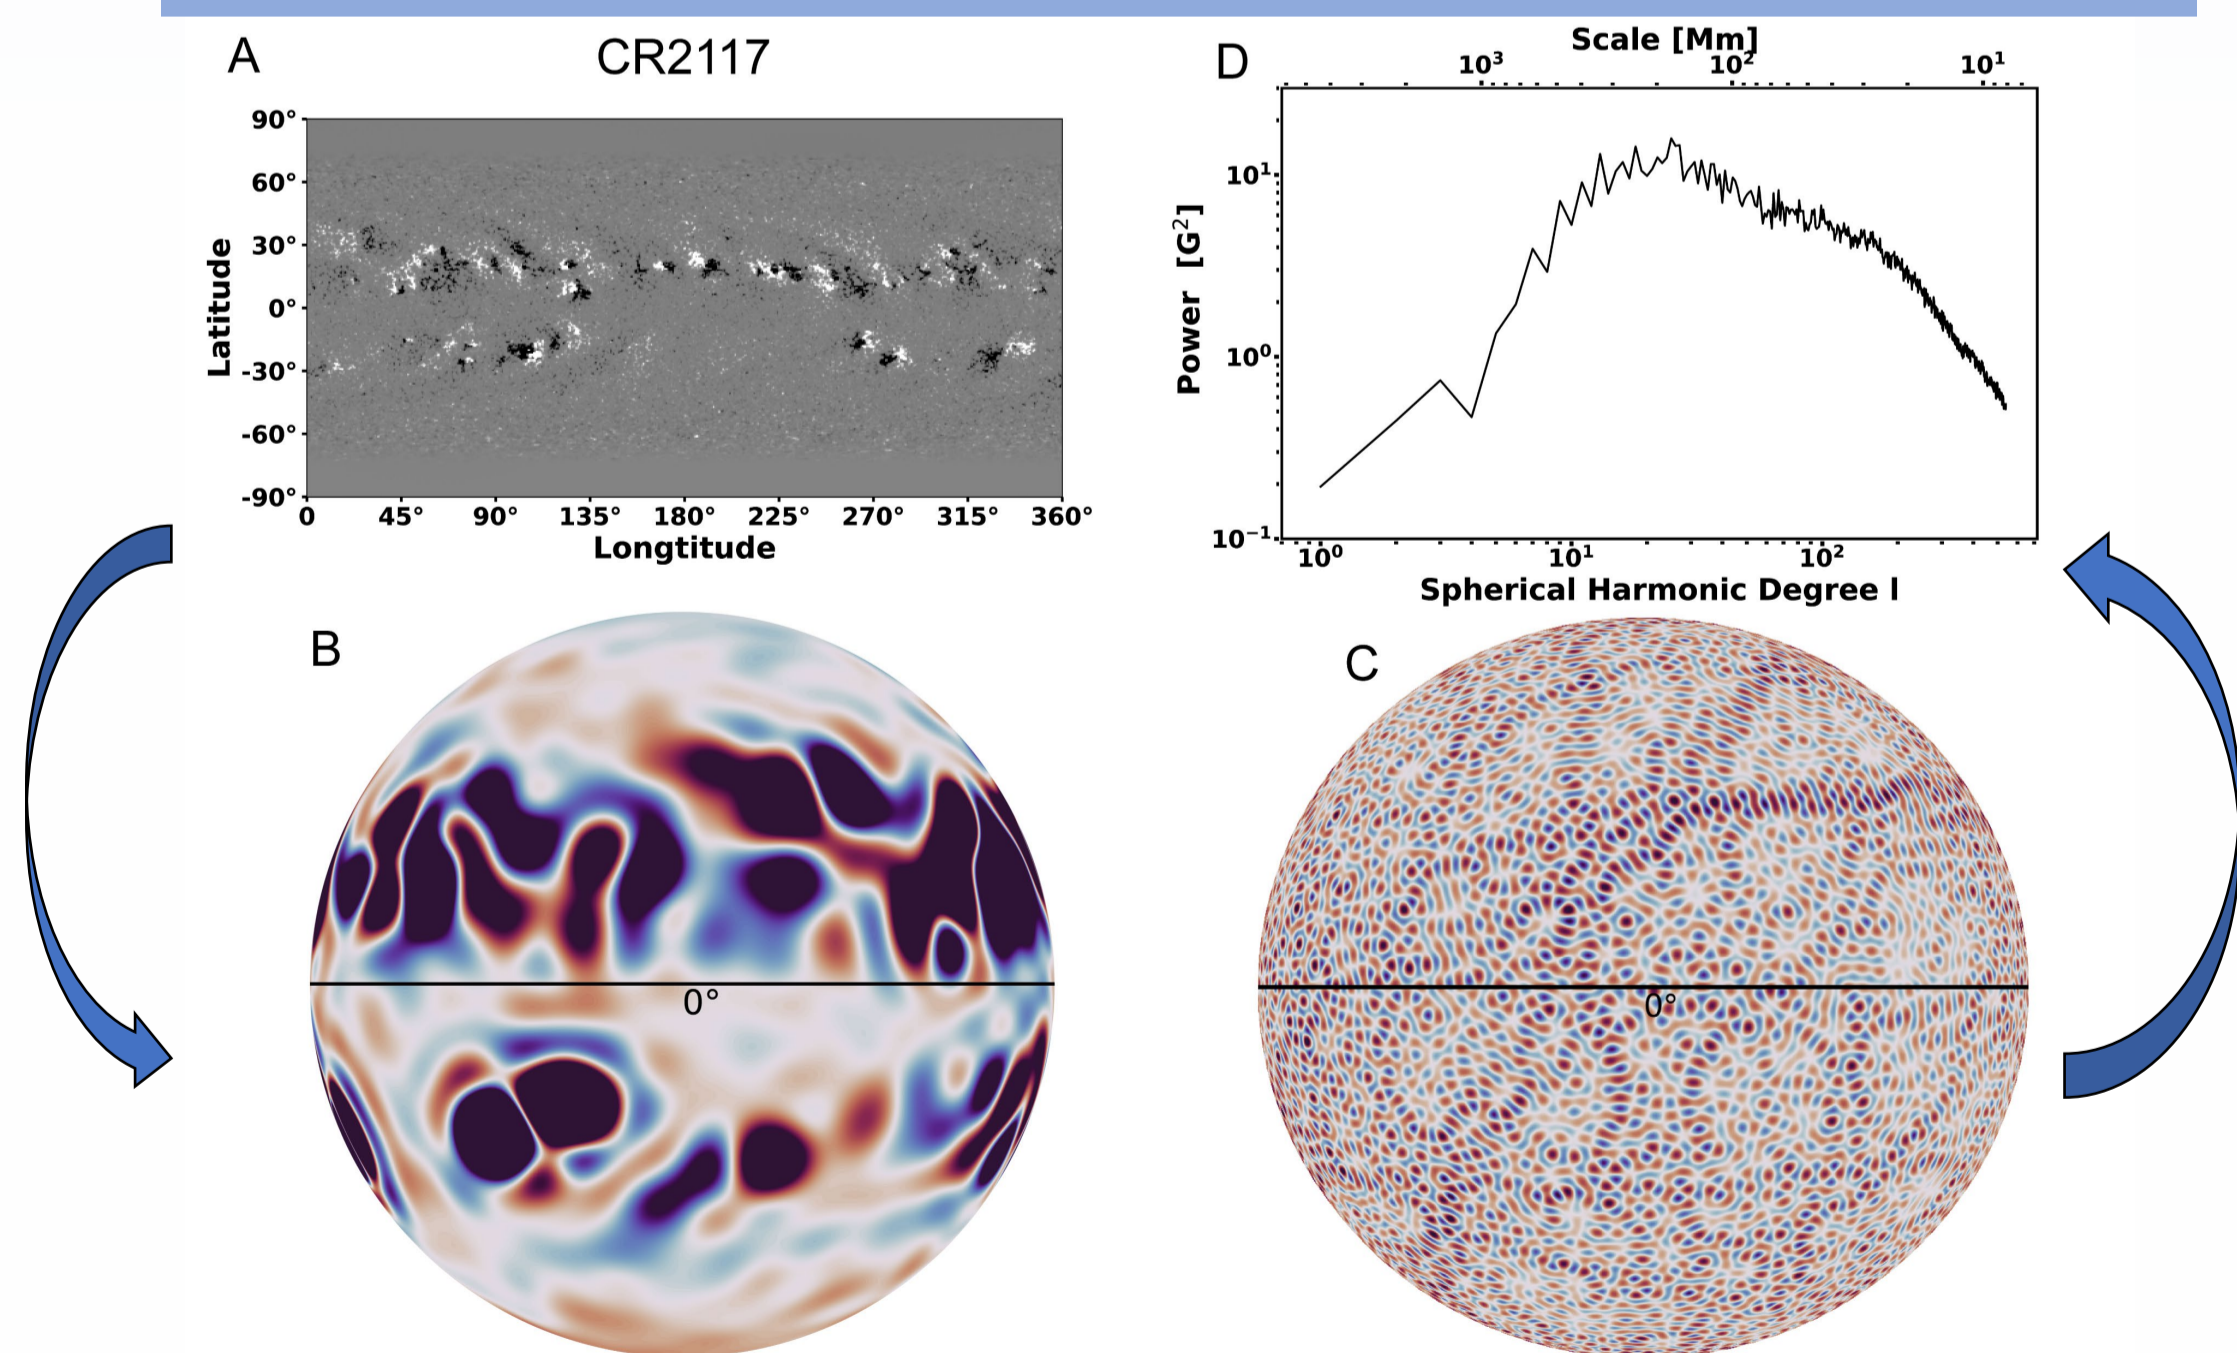 A
CR2117
90°
60°
30°
0°
-30°
-60°
-90°
Latitude
0 45° 90° 135° 180° 225° 270° 315° 360°
Longtitude
D
Scale [Mm]
10³ 10² 10¹
10¹
10⁰
10⁻¹
Power [G²]
10⁰ 10¹ 10²
Spherical Harmonic Degree l
B
0°
C
0°